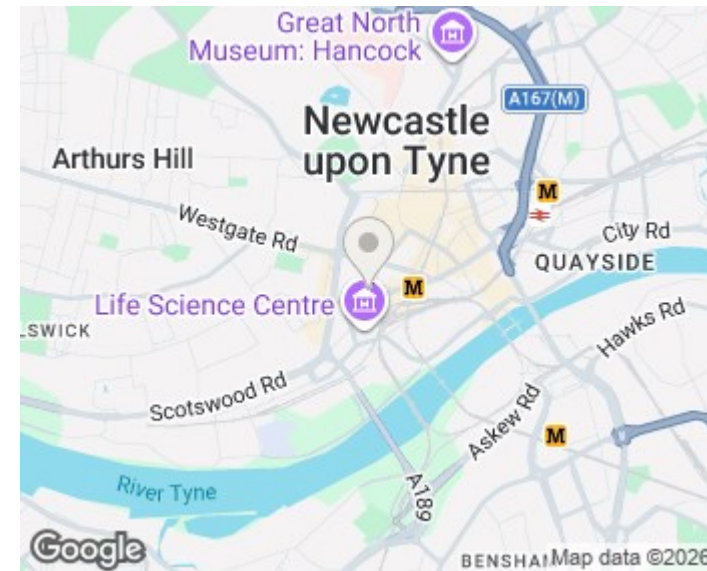 Great North
Museum: Hancock
A167(M)
Newcastle
upon Tyne
Arthurs Hill
M
Westgate Rd
City Rd
QUAYSIDE
M
Life Science Centre
LSWICK
Hawks Rd
Scotswood Rd
Askew Rd
M
River Tyne
A189
Google
BENSHA
Map data ©2026